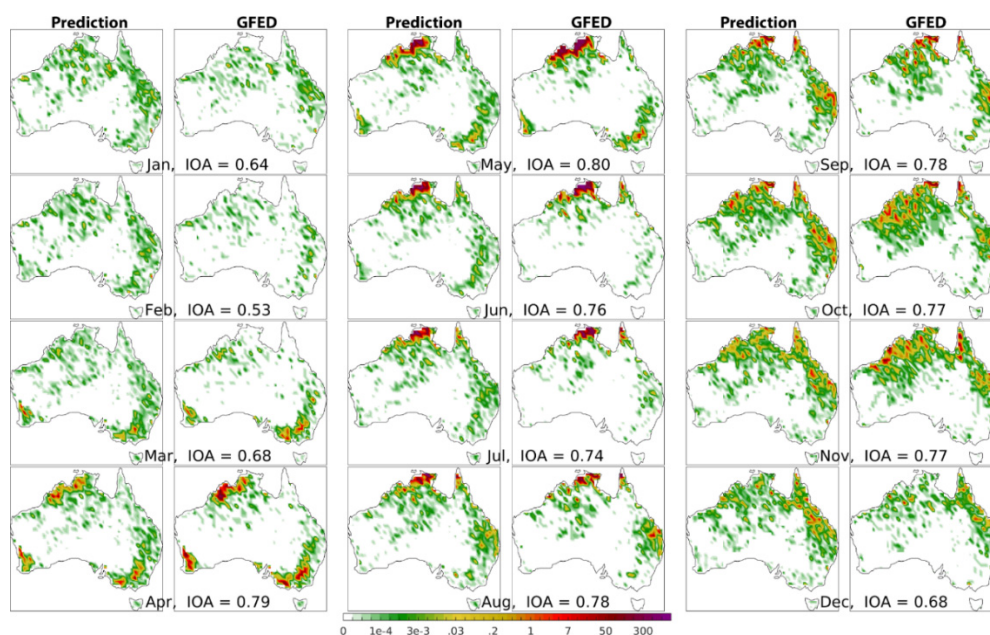 Prediction GFED Prediction GFED Prediction GFED
Jan, IOA = 0.64 May, IOA = 0.80 Sep, IOA = 0.78
Feb, IOA = 0.53 Jun, IOA = 0.76 Oct, IOA = 0.77
Mar, IOA = 0.68 Jul, IOA = 0.74 Nov, IOA = 0.77
Apr, IOA = 0.79 Aug, IOA = 0.78 Dec, IOA = 0.68
0 1e-4 3e-3 .03 .2 1 7 50 300